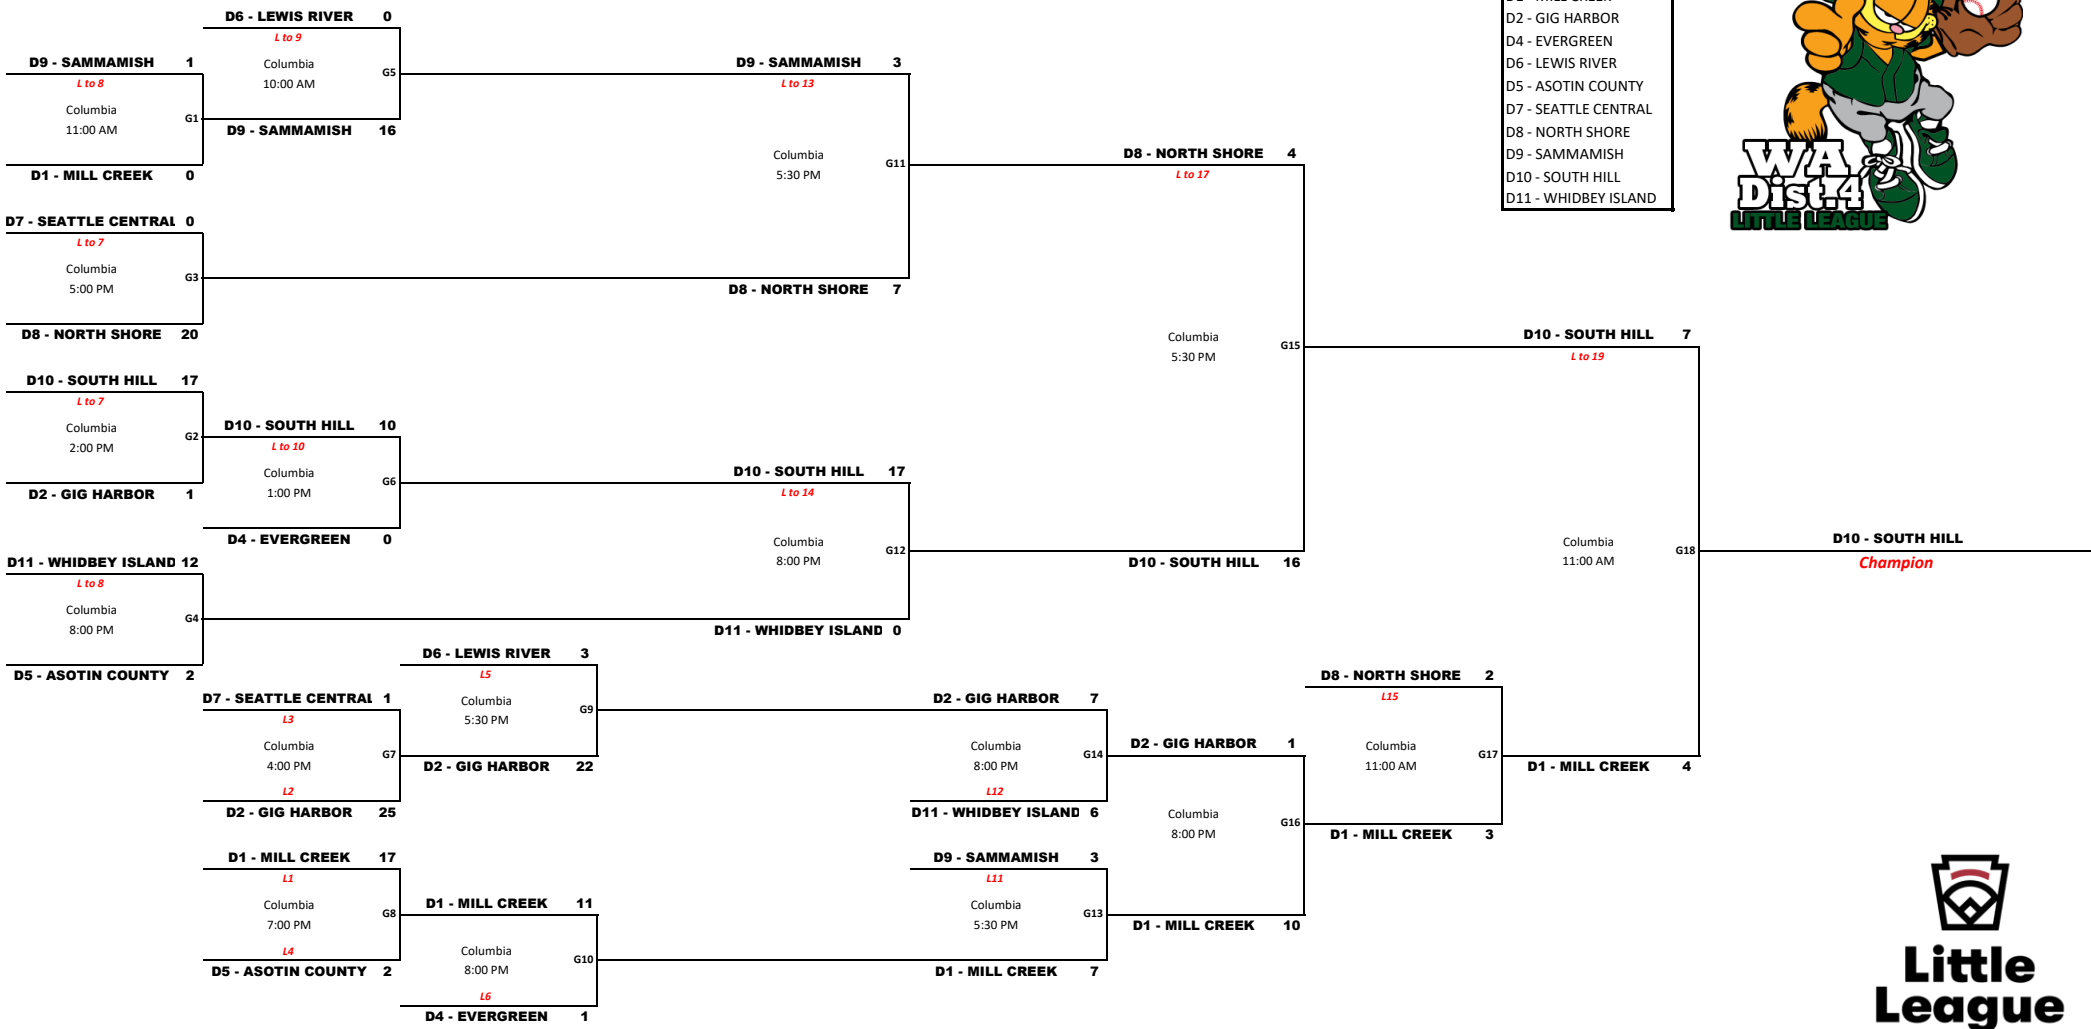 D6 - LEWIS RIVER 0
L to 9
D9 - SAMMAMISH 1
L to 8
Columbia
10:00 AM
G5
Columbia
11:00 AM
G1
D9 - SAMMAMISH 16
D1 - MILL CREEK 0
D9 - SAMMAMISH 3
L to 13
Columbia
5:30 PM
G11
D7 - SEATTLE CENTRAL 0
L to 7
Columbia
5:00 PM
G3
D8 - NORTH SHORE 20
D8 - NORTH SHORE 7
D8 - NORTH SHORE 4
L to 17
Columbia
5:30 PM
G15
D10 - SOUTH HILL 17
L to 7
Columbia
2:00 PM
G2
D2 - GIG HARBOR 1
D10 - SOUTH HILL 10
L to 10
Columbia
1:00 PM
G6
D4 - EVERGREEN 0
D10 - SOUTH HILL 17
L to 14
Columbia
8:00 PM
G12
D11 - WHIDBEY ISLAND 0
D10 - SOUTH HILL 16
D11 - WHIDBEY ISLAND 12
L to 8
Columbia
8:00 PM
G4
D5 - ASOTIN COUNTY 2
D10 - SOUTH HILL 7
L to 19
Columbia
11:00 AM
G18
D10 - SOUTH HILL
Champion
D6 - LEWIS RIVER 3
L5
Columbia
5:30 PM
G9
D2 - GIG HARBOR 22
D7 - SEATTLE CENTRAL 1
L3
Columbia
4:00 PM
G7
L2
D2 - GIG HARBOR 25
D2 - GIG HARBOR 7
Columbia
8:00 PM
G14
L12
D11 - WHIDBEY ISLAND 6
D2 - GIG HARBOR 1
Columbia
8:00 PM
G16
D1 - MILL CREEK 10
D8 - NORTH SHORE 2
L15
Columbia
11:00 AM
G17
D1 - MILL CREEK 3
D1 - MILL CREEK 4
D1 - MILL CREEK 17
L1
Columbia
7:00 PM
G8
L4
D5 - ASOTIN COUNTY 2
D1 - MILL CREEK 11
Columbia
8:00 PM
G10
L6
D4 - EVERGREEN 1
D9 - SAMMAMISH 3
L11
Columbia
5:30 PM
G13
D1 - MILL CREEK 7
D2 - GIG HARBOR
D4 - EVERGREEN
D6 - LEWIS RIVER
D5 - ASOTIN COUNTY
D7 - SEATTLE CENTRAL
D8 - NORTH SHORE
D9 - SAMMAMISH
D10 - SOUTH HILL
D11 - WHIDBEY ISLAND
WA
Dist.4
LITTLE LEAGUE
Little
League